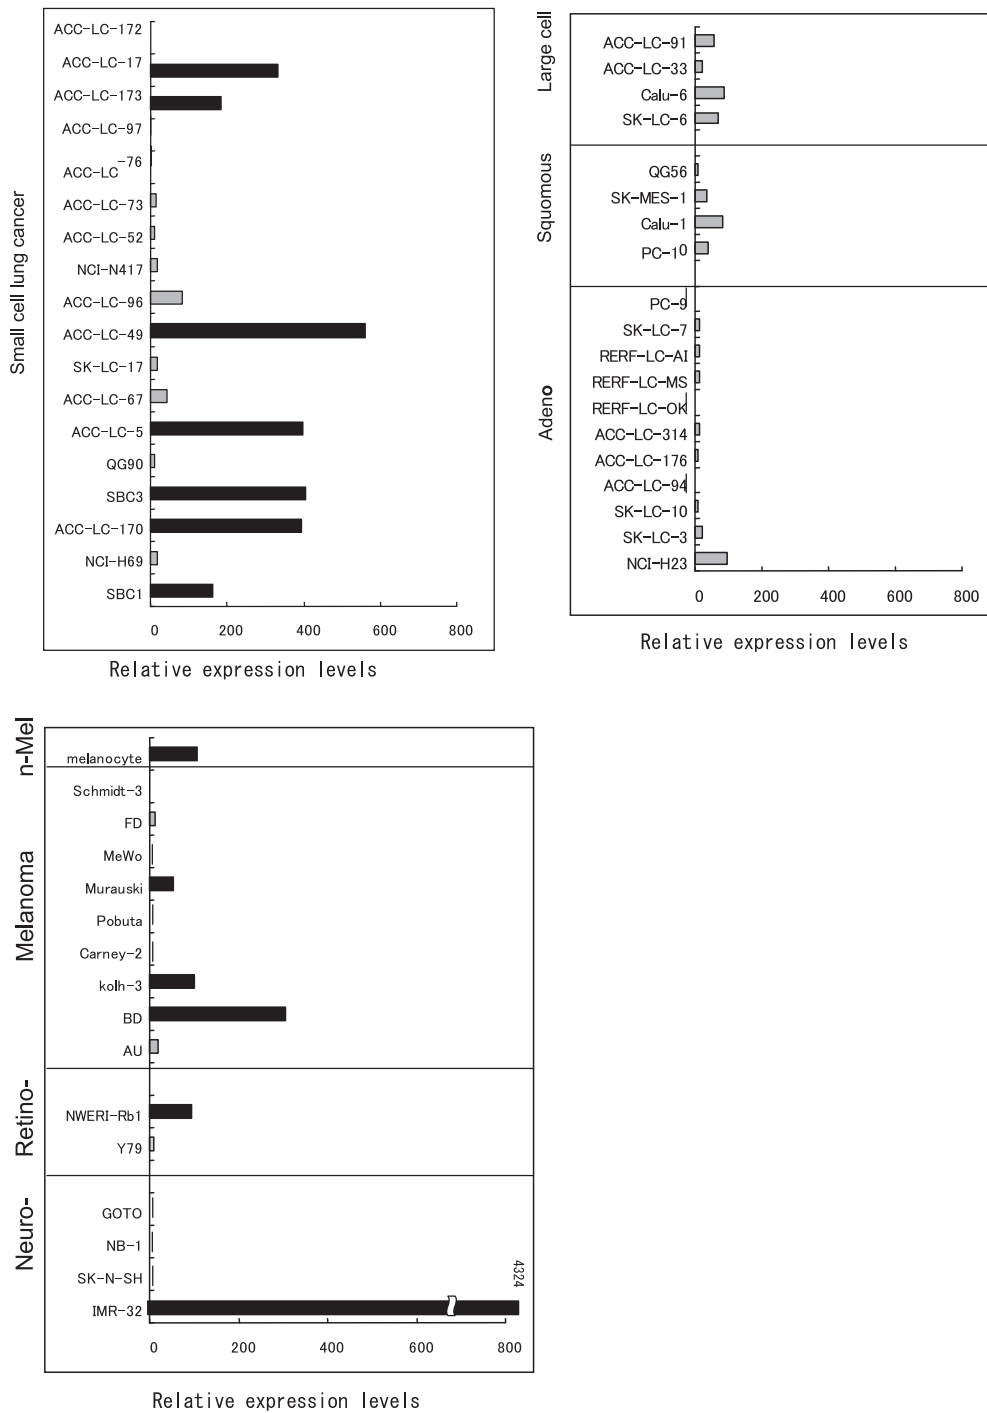 Small cell lung cancer
ACC-LC-172
ACC-LC-17
ACC-LC-173
ACC-LC-97
ACC-LC-76
ACC-LC-73
ACC-LC-52
NCI-N417
ACC-LC-96
ACC-LC-49
SK-LC-17
ACC-LC-67
ACC-LC-5
QG90
SBC3
ACC-LC-170
NCI-H69
SBC1
0 200 400 600 800
Relative expression levels
Large cell
ACC-LC-91
ACC-LC-33
Calu-6
SK-LC-6
Squomous
QG56
SK-MES-1
Calu-1
PC-10
Adeno
PC-9
SK-LC-7
RERF-LC-AI
RERF-LC-MS
RERF-LC-OK
ACC-LC-314
ACC-LC-176
ACC-LC-94
SK-LC-10
SK-LC-3
NCI-H23
0 200 400 600 800
Relative expression levels
n-Mel
melanocyte
Melanoma
Schmidt-3
FD
MeWo
Murauski
Pobuta
Carney-2
kolh-3
BD
AU
Retino-
NWERI-Rb1
Y79
Neuro-
GOTO
NB-1
SK-N-SH
IMR-32
4324
0 200 400 600 800
Relative expression levels